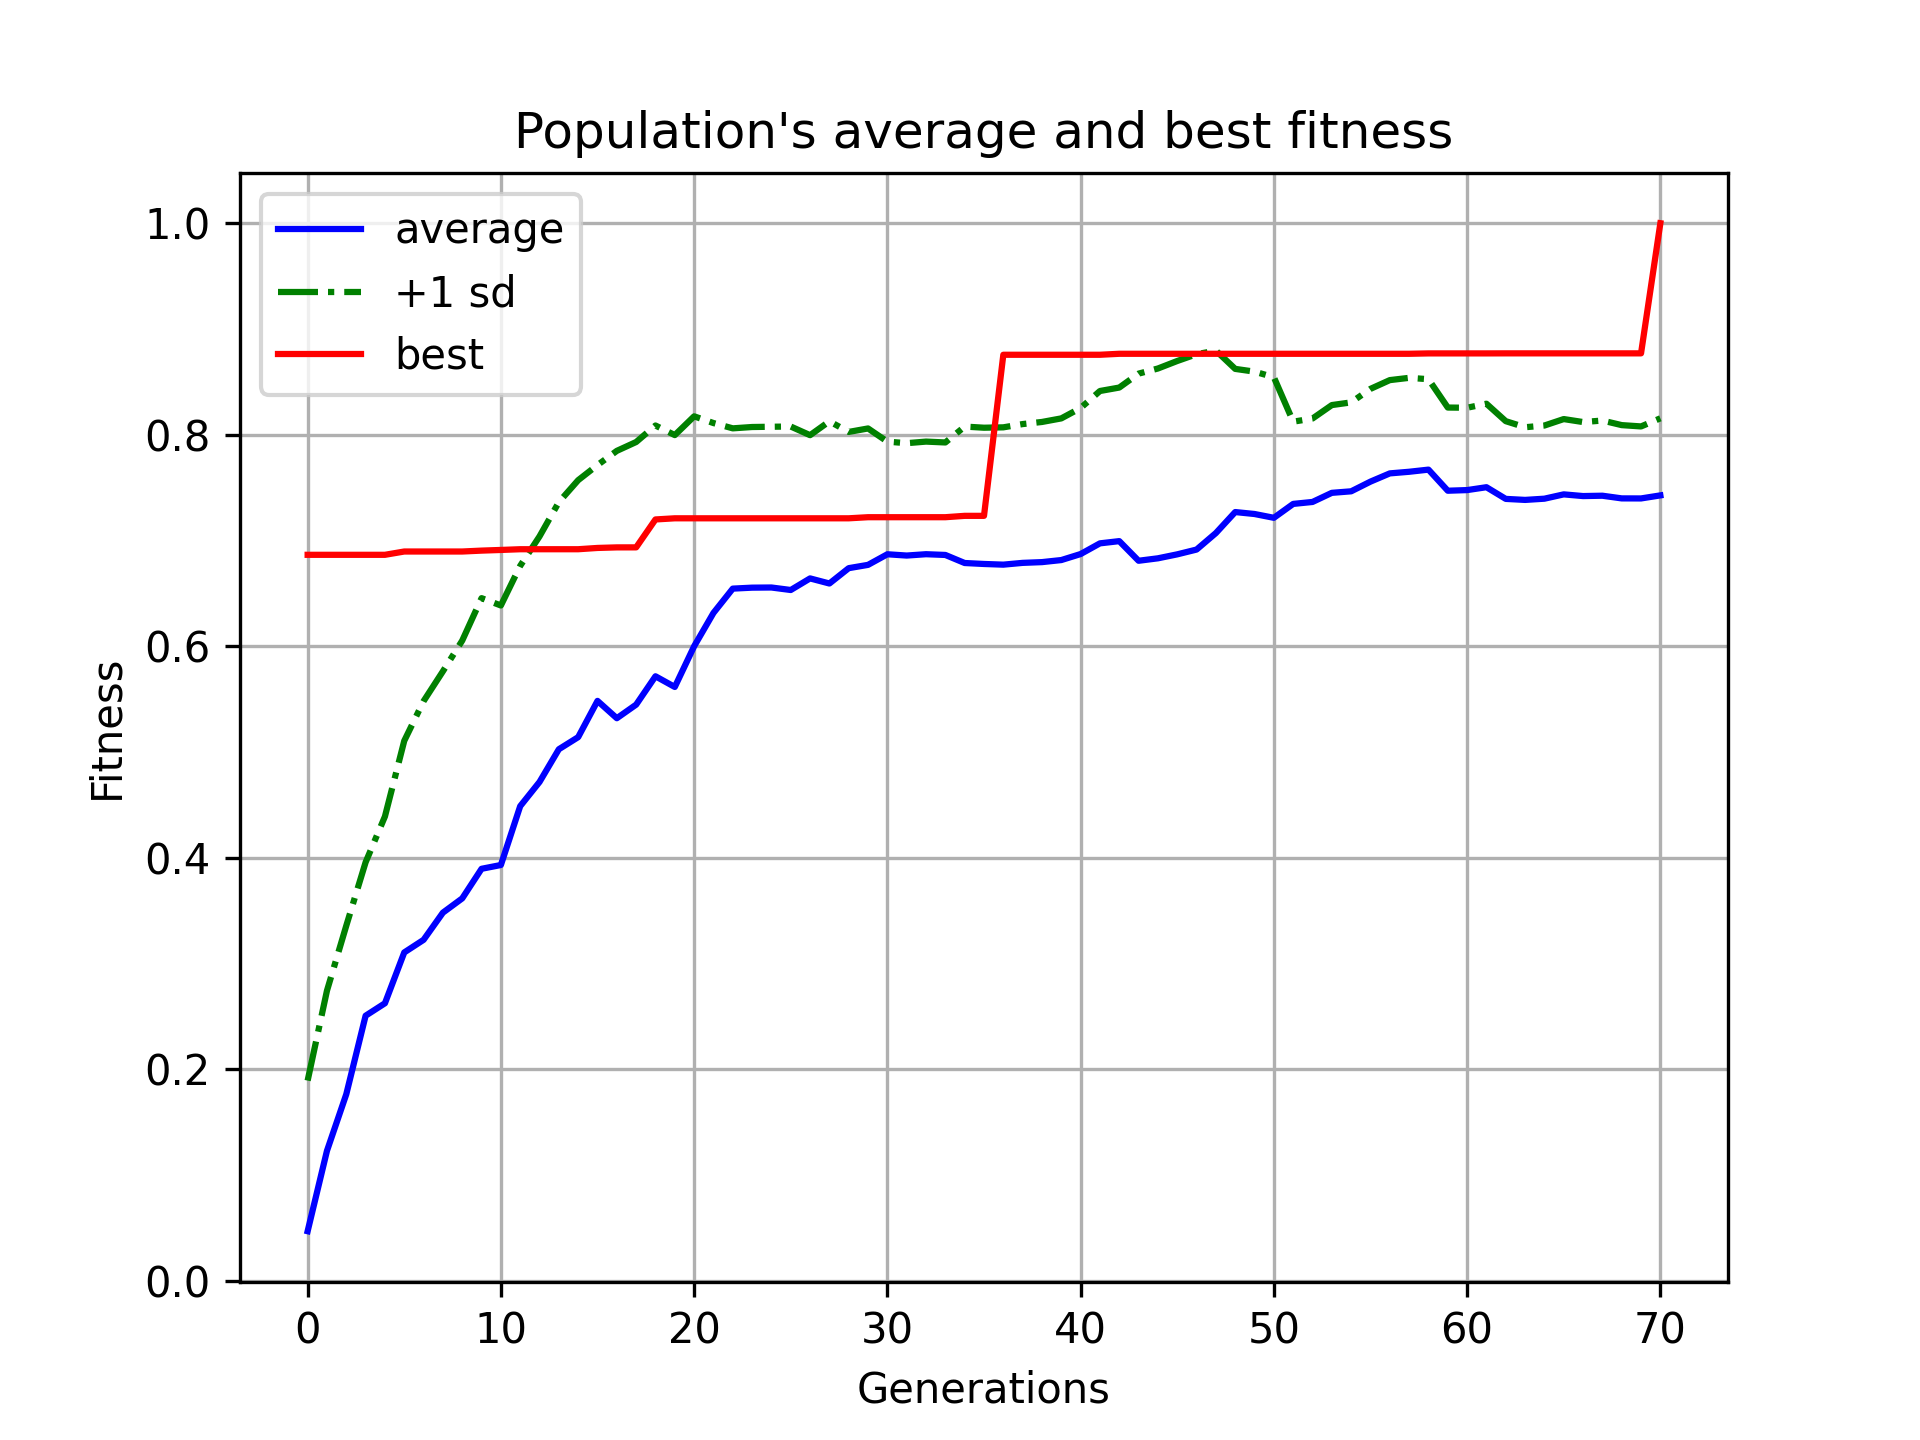 Population's average and best fitness
average
+1 sd
best
1.0
0.8
0.6
0.4
0.2
0.0
Fitness
0 10 20 30 40 50 60 70
Generations